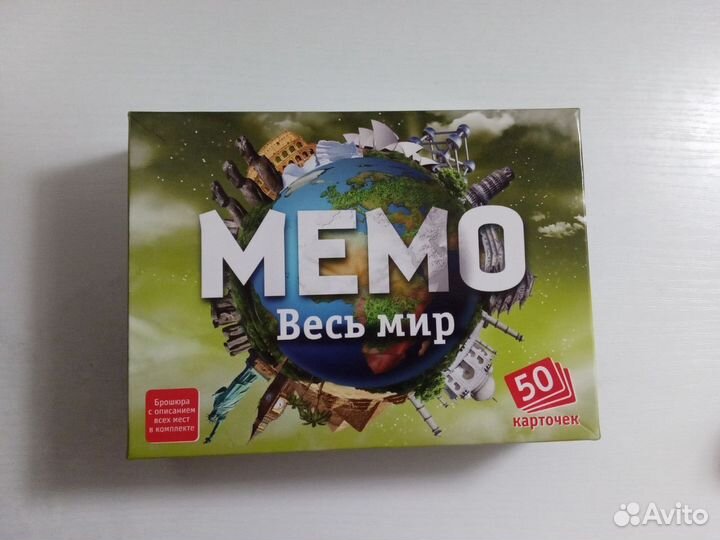 МЕМО
Весь мир
Брошюра
с описанием
всех мест
в комплекте
50
карточек
Avito